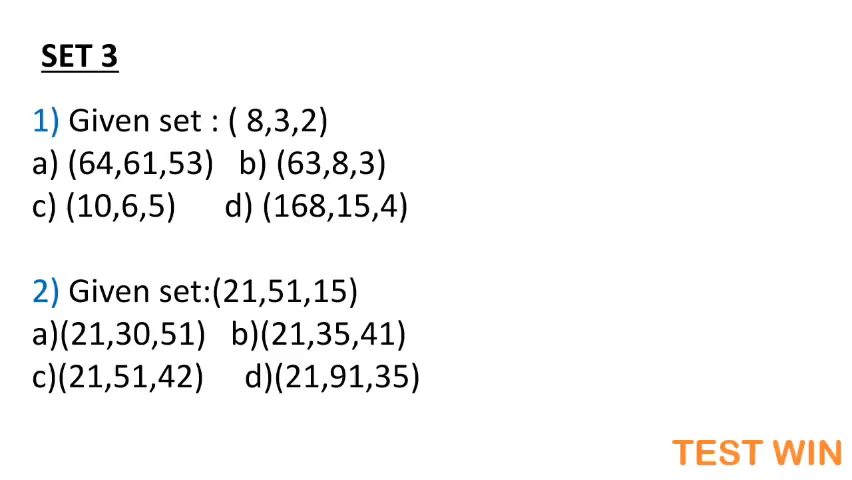 SET 3
1) Given set : ( 8,3,2)
a) (64,61,53) b) (63,8,3)
c) (10,6,5) d) (168,15,4)
2) Given set:(21,51,15)
a)(21,30,51) b)(21,35,41)
c)(21,51,42) d)(21,91,35)
TEST WIN